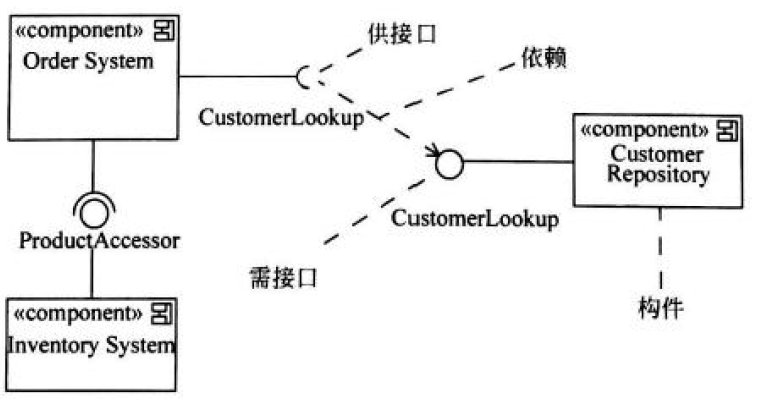 «component»
Order System
供接口
依赖
CustomerLookup
«component»
Customer
Repository
CustomerLookup
ProductAccessor
需接口
构件
«component»
Inventory System